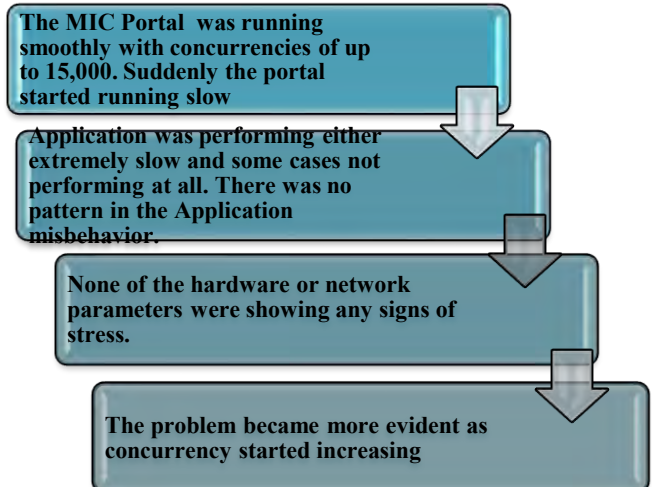 The MIC Portal was running
smoothly with concurrencies of up
to 15,000. Suddenly the portal
started running slow
Application was performing either
extremely slow and some cases not
performing at all. There was no
pattern in the Application
misbehavior.
None of the hardware or network
parameters were showing any signs of
stress.
The problem became more evident as
concurrency started increasing